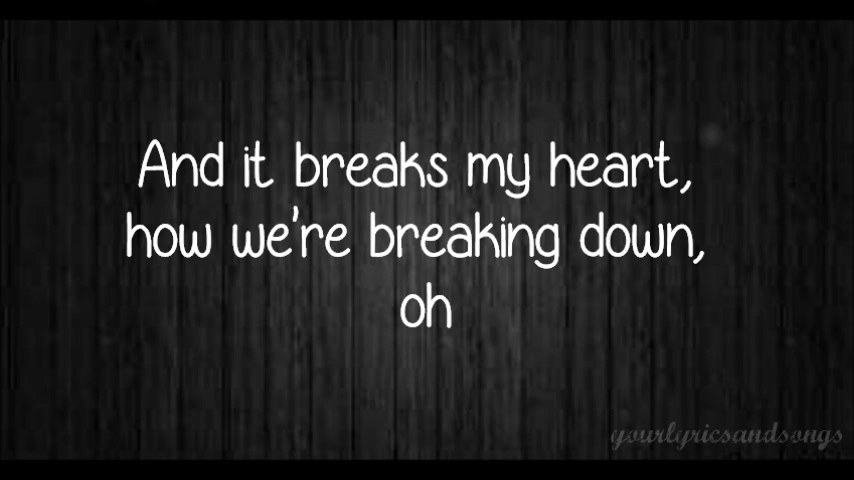 And it breaks my heart,
how we're breaking down,
oh
yourlyricsandsongs